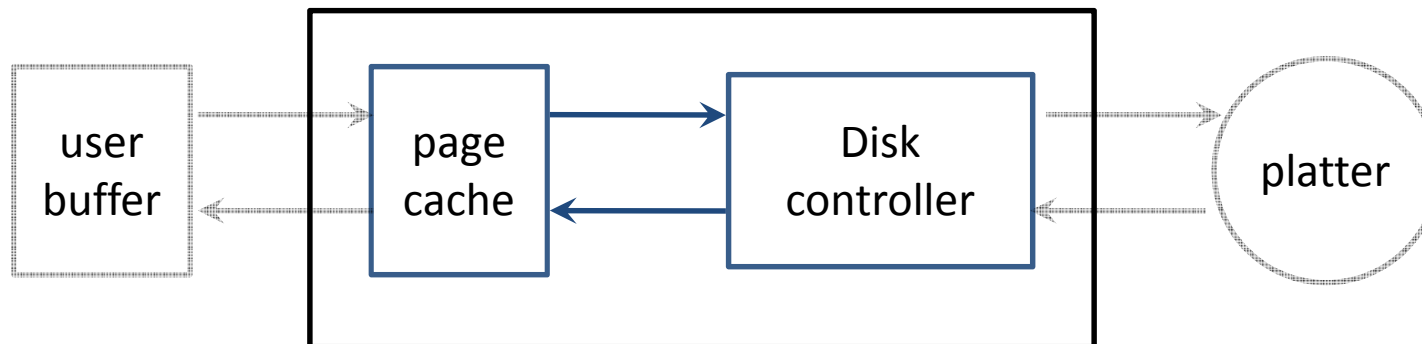 user
buffer
page
cache
Disk
controller
platter